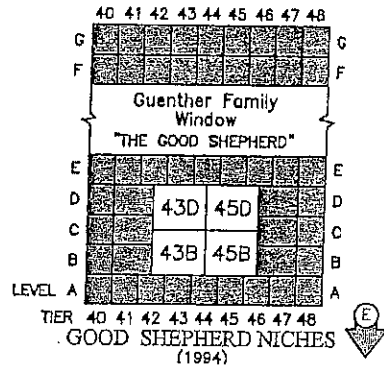 40 41 42 43 44 45 46 47 48
G G
F F
Guenther Family
Window
"THE GOOD SHEPHERD"
E E
D 43D 45D D
C C
B 43B 45B B
LEVEL A A
TIER 40 41 42 43 44 45 46 47 48
GOOD SHEPHERD NICHES
(1994)
E